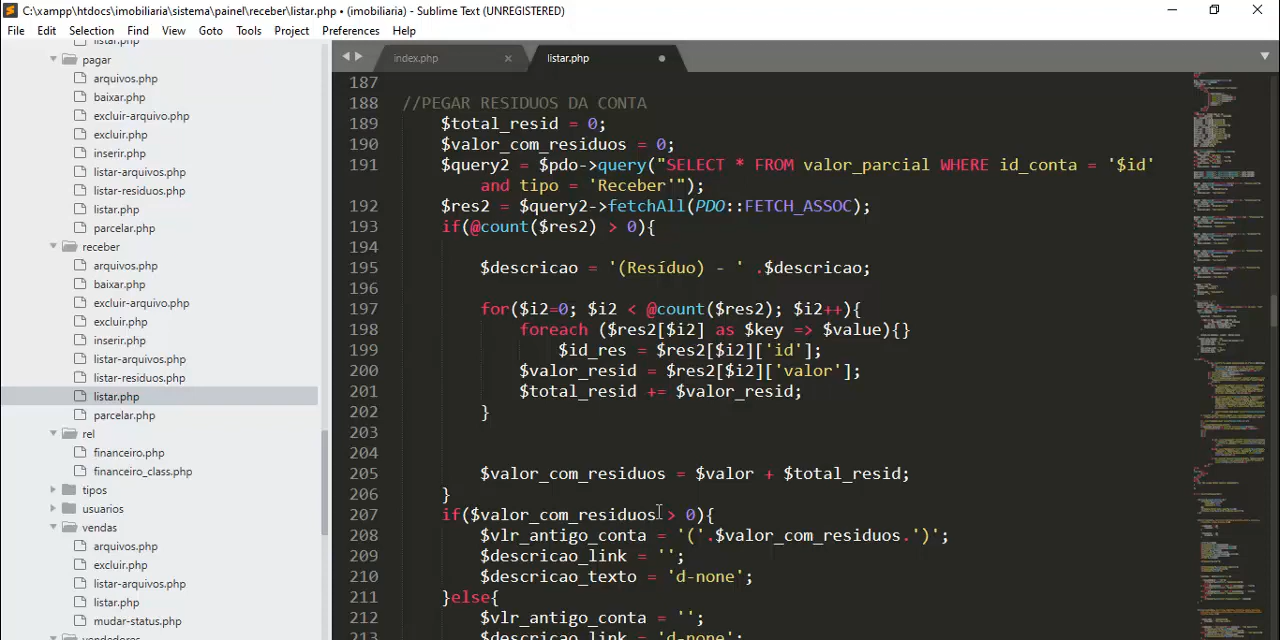 C:\xampp\htdocs\imobiliaria\sistema\painel\receber\listar.php • (imobiliaria) - Sublime Text (UNREGISTERED)
File Edit Selection Find View Goto Tools Project Preferences Help
listar.php
pagar
arquivos.php
baixar.php
excluir-arquivo.php
excluir.php
inserir.php
listar-arquivos.php
listar-residuos.php
listar.php
parcelar.php
receber
arquivos.php
baixar.php
excluir-arquivo.php
excluir.php
inserir.php
listar-arquivos.php
listar-residuos.php
listar.php
parcelar.php
rel
financeiro.php
financeiro_class.php
tipos
usuarios
vendas
arquivos.php
excluir.php
listar-arquivos.php
listar.php
mudar-status.php
vendedores
index.php
listar.php
187
188 //PEGAR RESIDUOS DA CONTA
189 $total_resid = 0;
190 $valor_com_residuos = 0;
191 $query2 = $pdo->query("SELECT * FROM valor_parcial WHERE id_conta = '$id'
and tipo = 'Receber'");
192 $res2 = $query2->fetchAll(PDO::FETCH_ASSOC);
193 if(@count($res2) > 0){
194
195 $descricao = '(Resíduo) - ' .$descricao;
196
197 for($i2=0; $i2 < @count($res2); $i2++){
198 foreach ($res2[$i2] as $key => $value){}
199 $id_res = $res2[$i2]['id'];
200 $valor_resid = $res2[$i2]['valor'];
201 $total_resid += $valor_resid;
202 }
203
204
205 $valor_com_residuos = $valor + $total_resid;
206 }
207 if($valor_com_residuos > 0){
208 $vlr_antigo_conta = '('.$valor_com_residuos.')';
209 $descricao_link = '';
210 $descricao_texto = 'd-none';
211 }else{
212 $vlr_antigo_conta = '';
213 $descricao_link = 'd-none';